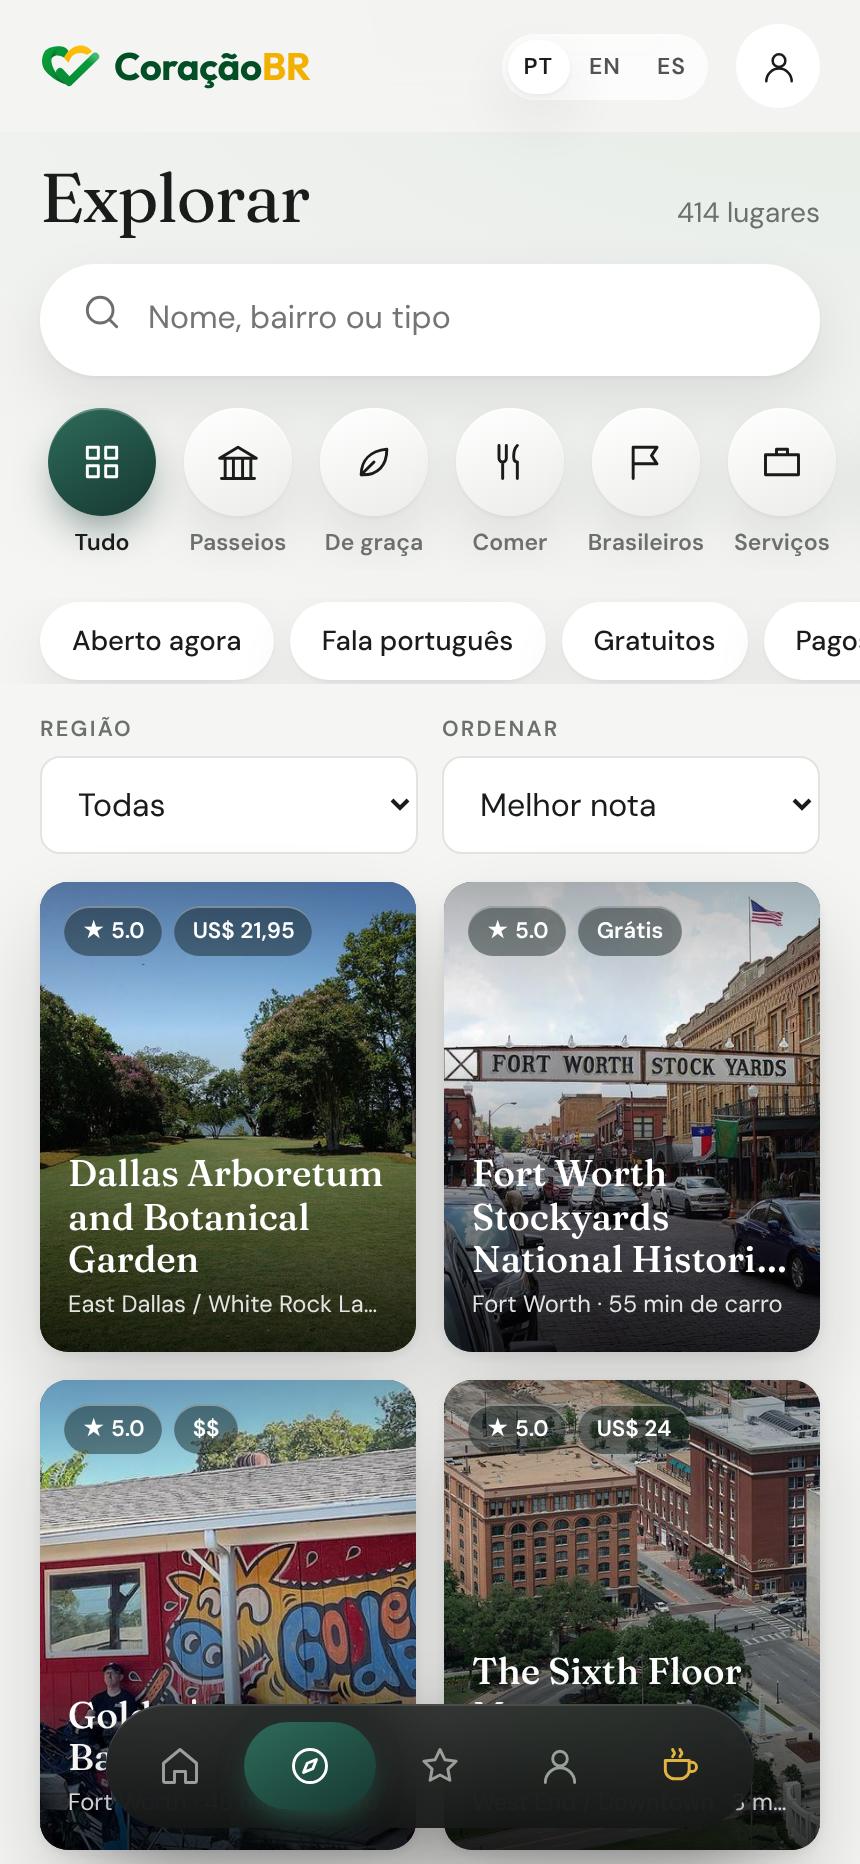 CoraçãoBR
PT EN ES
Explorar
414 lugares
Nome, bairro ou tipo
Tudo Passeios De graça Comer Brasileiros Serviços
Aberto agora Fala português Gratuitos
REGIÃO ORDENAR
Todas Melhor nota
★ 5.0 US$ 21,95
Dallas Arboretum
and Botanical
Garden
East Dallas / White Rock La...
★ 5.0 Grátis
FORT WORTH STOCK YARDS
Fort Worth
Stockyards
National Histori...
Fort Worth · 55 min de carro
★ 5.0 $$
Fort
★ 5.0 US$ 24
The Sixth Floor